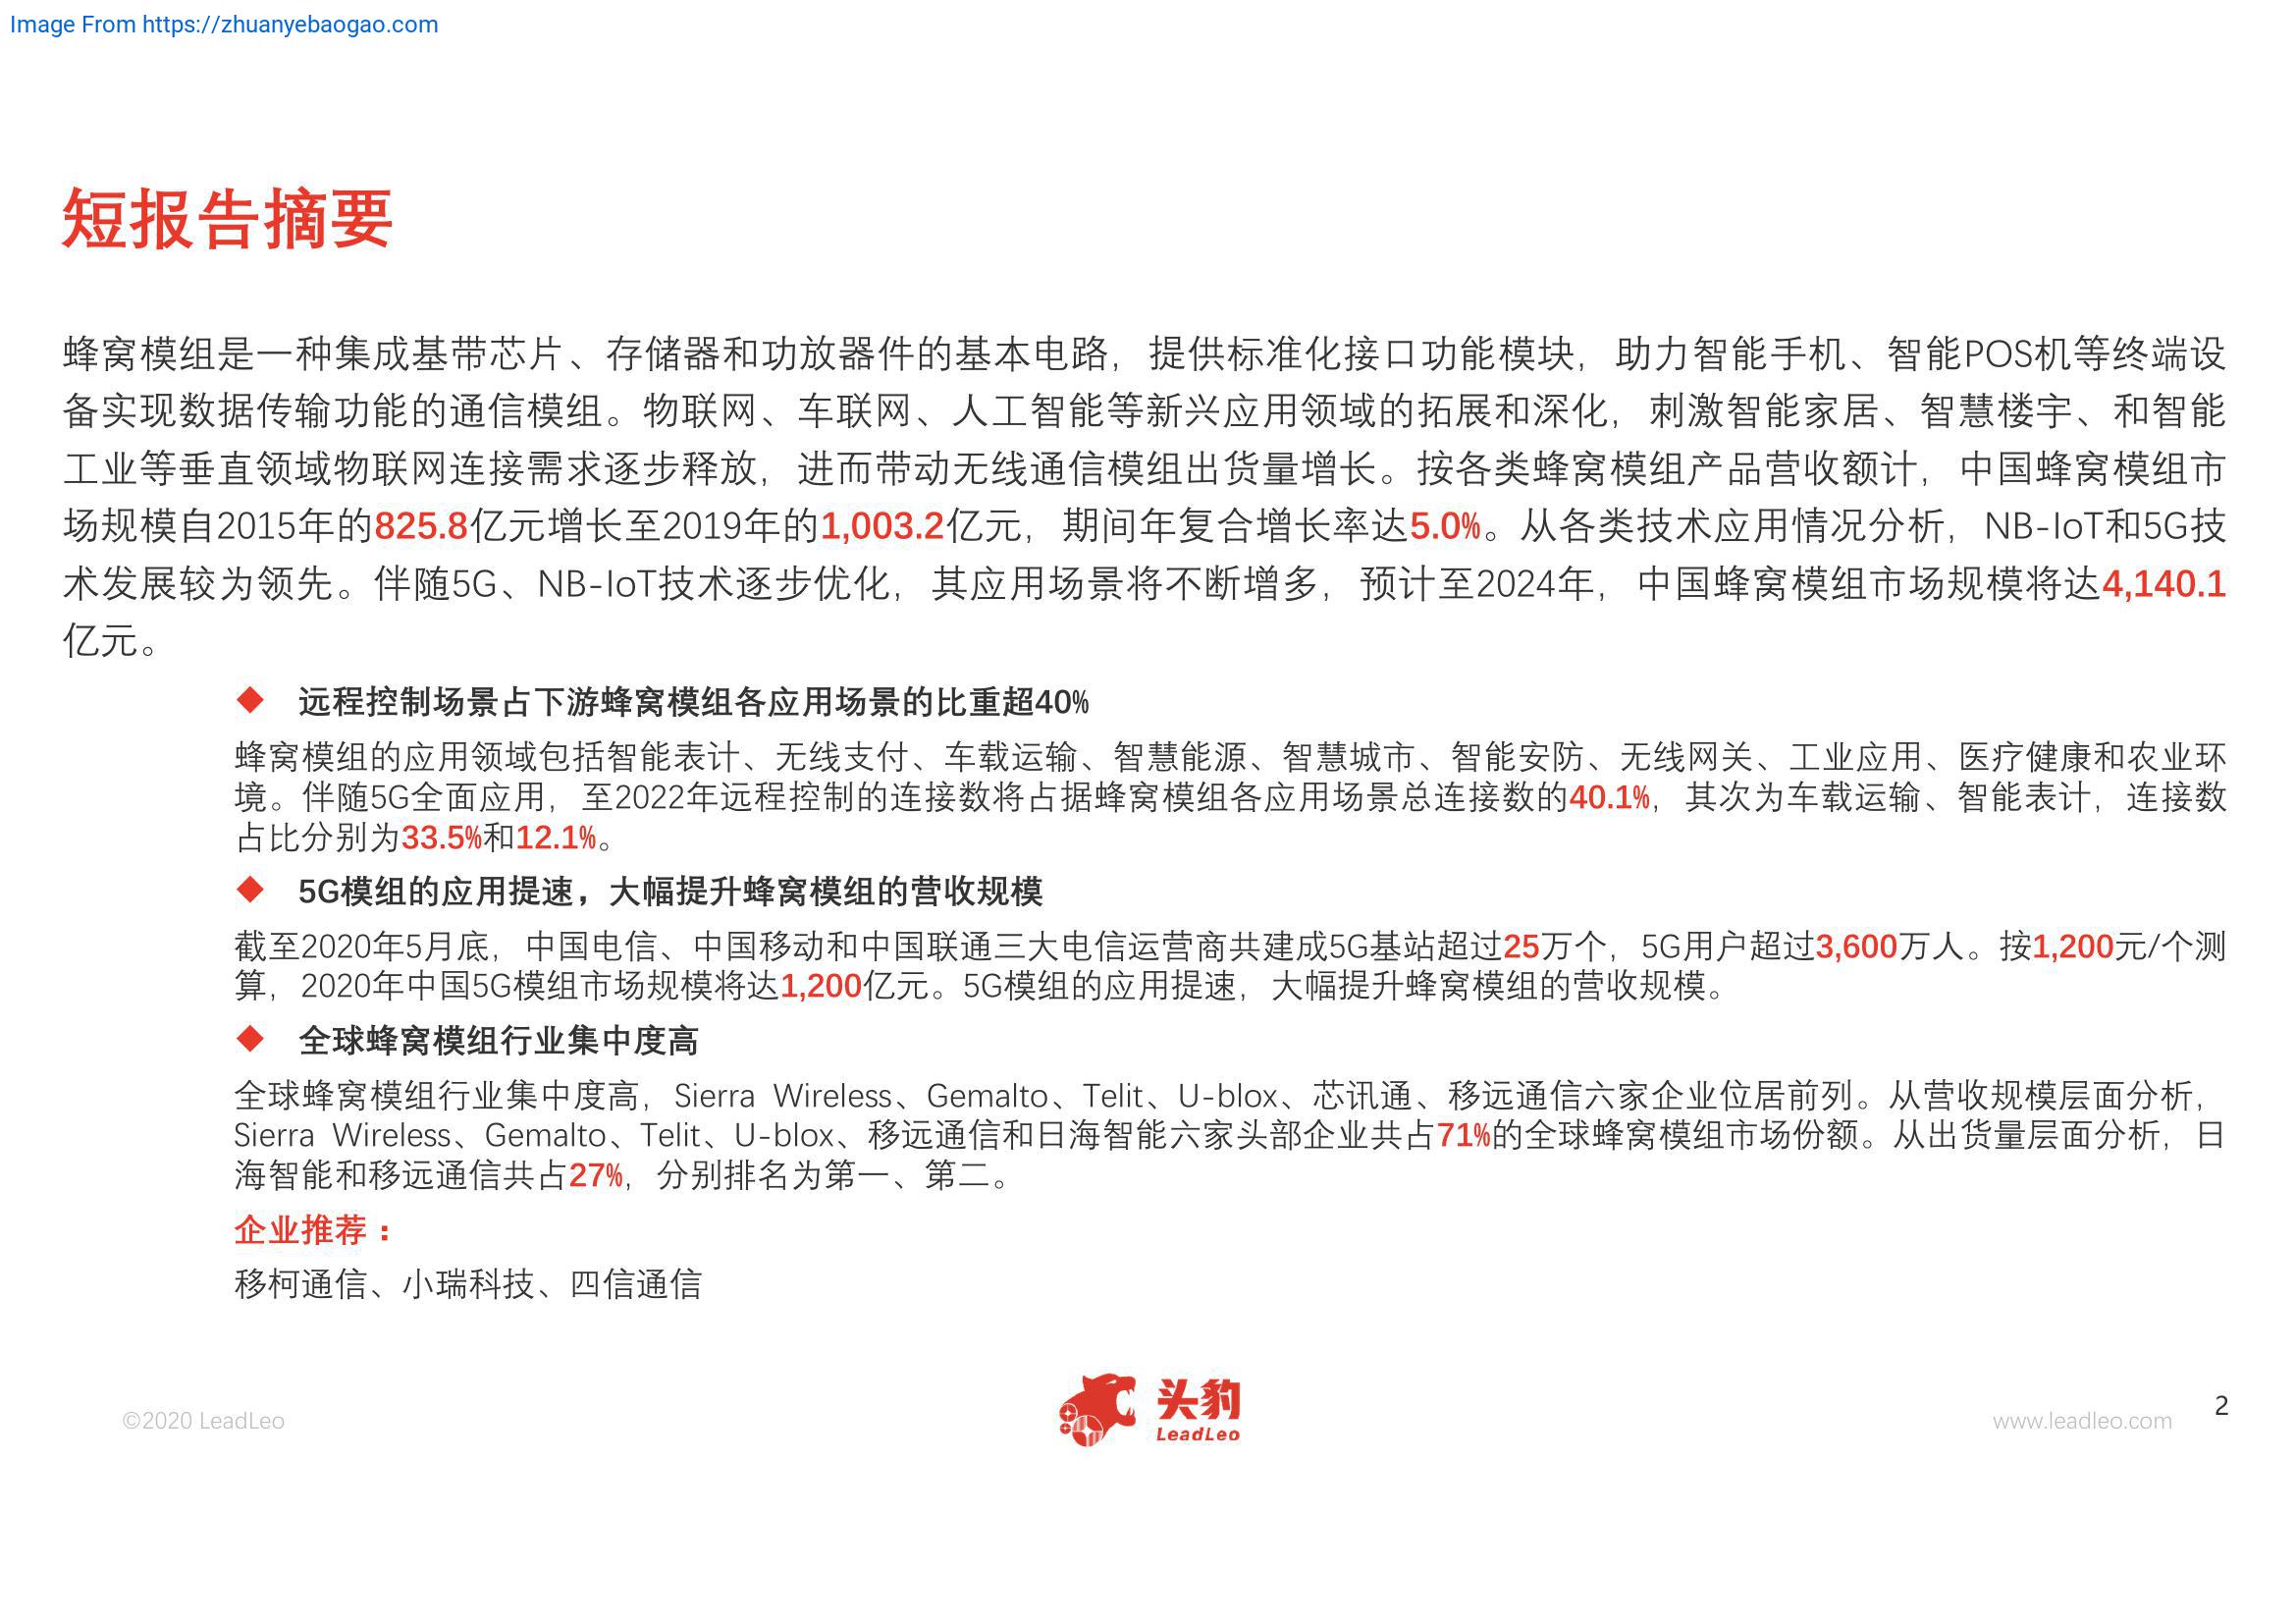 Image From https://zhuanyebaogao.com
短报告摘要
蜂窝模组是一种集成基带芯片、存储器和功放器件的基本电路，提供标准化接口功能模块，助力智能手机、智能POS机等终端设
备实现数据传输功能的通信模组。物联网、车联网、人工智能等新兴应用领域的拓展和深化，刺激智能家居、智慧楼宇、和智能
工业等垂直领域物联网连接需求逐步释放，进而带动无线通信模组出货量增长。按各类蜂窝模组产品营收额计，中国蜂窝模组市
场规模自2015年的825.8亿元增长至2019年的1,003.2亿元，期间年复合增长率达5.0%。从各类技术应用情况分析，NB-IoT和5G技
术发展较为领先。伴随5G、NB-IoT技术逐步优化，其应用场景将不断增多，预计至2024年，中国蜂窝模组市场规模将达4,140.1
亿元。
◆ 远程控制场景占下游蜂窝模组各应用场景的比重超40%
蜂窝模组的应用领域包括智能表计、无线支付、车载运输、智慧能源、智慧城市、智能安防、无线网关、工业应用、医疗健康和农业环
境。伴随5G全面应用，至2022年远程控制的连接数将占据蜂窝模组各应用场景总连接数的40.1%，其次为车载运输、智能表计，连接数
占比分别为33.5%和12.1%。
◆ 5G模组的应用提速，大幅提升蜂窝模组的营收规模
截至2020年5月底，中国电信、中国移动和中国联通三大电信运营商共建成5G基站超过25万个，5G用户超过3,600万人。按1,200元/个测
算，2020年中国5G模组市场规模将达1,200亿元。5G模组的应用提速，大幅提升蜂窝模组的营收规模。
◆ 全球蜂窝模组行业集中度高
全球蜂窝模组行业集中度高，Sierra Wireless、Gemalto、Telit、U-blox、芯讯通、移远通信六家企业位居前列。从营收规模层面分析，
Sierra Wireless、Gemalto、Telit、U-blox、移远通信和日海智能六家头部企业共占71%的全球蜂窝模组市场份额。从出货量层面分析，日
海智能和移远通信共占27%，分别排名为第一、第二。
企业推荐：
移柯通信、小瑞科技、四信通信
©2020 LeadLeo
头豹
LeadLeo
www.leadleo.com
2